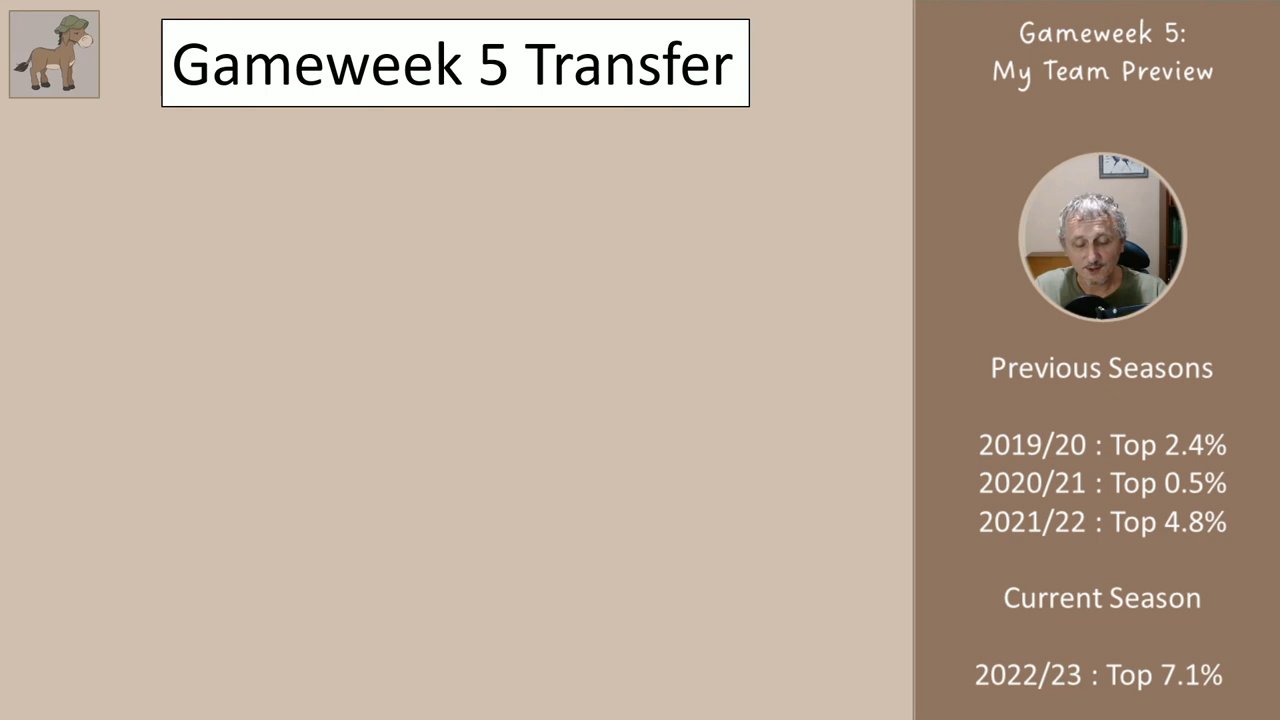 Gameweek 5 Transfer
Gameweek 5:
My Team Preview
Previous Seasons
2019/20 : Top 2.4%
2020/21 : Top 0.5%
2021/22 : Top 4.8%
Current Season
2022/23 : Top 7.1%